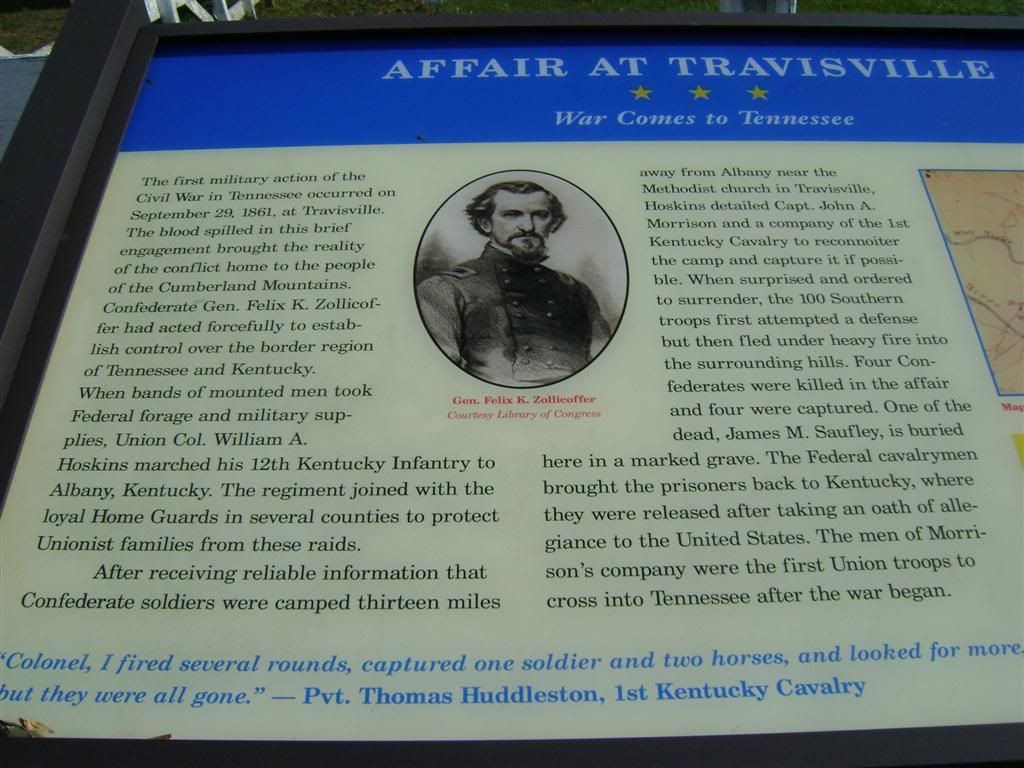 AFFAIR AT TRAVISVILLE
War Comes to Tennessee
The first military action of the
Civil War in Tennessee occurred on
September 29, 1861, at Travisville.
The blood spilled in this brief
engagement brought the reality
of the conflict home to the people
of the Cumberland Mountains.
Confederate Gen. Felix K. Zollicof-
fer had acted forcefully to estab-
lish control over the border region
of Tennessee and Kentucky.
When bands of mounted men took
Federal forage and military sup-
plies, Union Col. William A.
Hoskins marched his 12th Kentucky Infantry to
Albany, Kentucky. The regiment joined with the
loyal Home Guards in several counties to protect
Unionist families from these raids.
After receiving reliable information that
Confederate soldiers were camped thirteen miles
Gen. Felix K. Zollicoffer
Courtesy Library of Congress
away from Albany near the
Methodist church in Travisville,
Hoskins detailed Capt. John A.
Morrison and a company of the 1st
Kentucky Cavalry to reconnoiter
the camp and capture it if possi-
ble. When surprised and ordered
to surrender, the 100 Southern
troops first attempted a defense
but then fled under heavy fire into
the surrounding hills. Four Con-
federates were killed in the affair
and four were captured. One of the
dead, James M. Saufley, is buried
here in a marked grave. The Federal cavalrymen
brought the prisoners back to Kentucky, where
they were released after taking an oath of alle-
giance to the United States. The men of Morri-
son's company were the first Union troops to
cross into Tennessee after the war began.
Map
"Colonel, I fired several rounds, captured one soldier and two horses, and looked for more,
but they were all gone." — Pvt. Thomas Huddleston, 1st Kentucky Cavalry